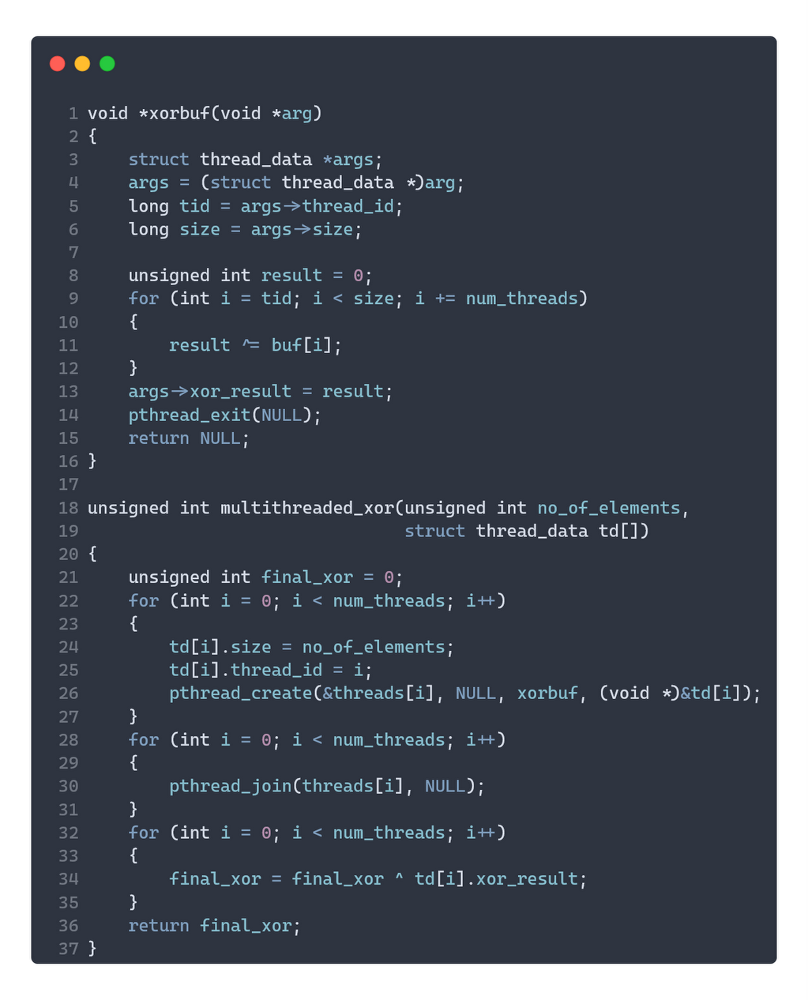 1 void *xorbuf(void *arg)
2 {
3     struct thread_data *args;
4     args = (struct thread_data *)arg;
5     long tid = args->thread_id;
6     long size = args->size;
7
8     unsigned int result = 0;
9     for (int i = tid; i < size; i += num_threads)
10     {
11         result ^= buf[i];
12     }
13     args->xor_result = result;
14     pthread_exit(NULL);
15     return NULL;
16 }
17
18 unsigned int multithreaded_xor(unsigned int no_of_elements,
19                                struct thread_data td[])
20 {
21     unsigned int final_xor = 0;
22     for (int i = 0; i < num_threads; i++)
23     {
24         td[i].size = no_of_elements;
25         td[i].thread_id = i;
26         pthread_create(&threads[i], NULL, xorbuf, (void *)&td[i]);
27     }
28     for (int i = 0; i < num_threads; i++)
29     {
30         pthread_join(threads[i], NULL);
31     }
32     for (int i = 0; i < num_threads; i++)
33     {
34         final_xor = final_xor ^ td[i].xor_result;
35     }
36     return final_xor;
37 }